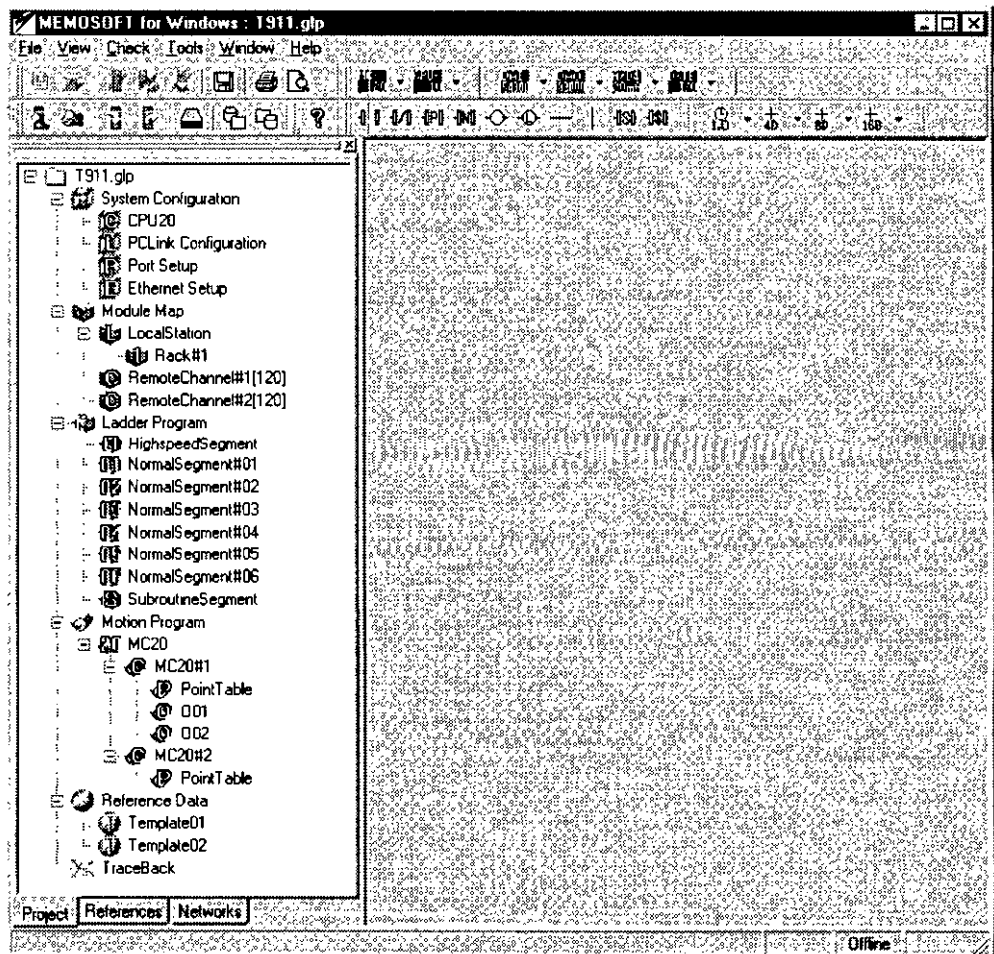 MEMOSOFT for Windows : T911.glp
File View Check Tools Window Help
T911.glp
System Configuration
CPU20
PCLink Configuration
Port Setup
Ethernet Setup
Module Map
LocalStation
Rack#1
RemoteChannel#1[120]
RemoteChannel#2[120]
Ladder Program
HighspeedSegment
NormalSegment#01
NormalSegment#02
NormalSegment#03
NormalSegment#04
NormalSegment#05
NormalSegment#06
SubroutineSegment
Motion Program
MC20
MC20#1
PointTable
001
002
MC20#2
PointTable
Reference Data
Template01
Template02
TraceBack
Project References Networks
Offline